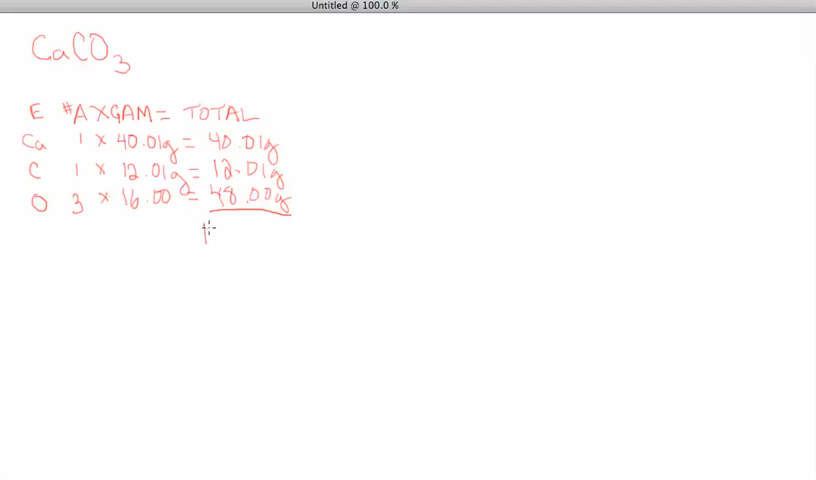 Untitled @ 100.0 %
CaCO3
E #A X GAM = TOTAL
Ca 1 × 40.01g = 40.01g
C 1 × 12.01g = 12.01g
O 3 × 16.00 = 48.00g
1